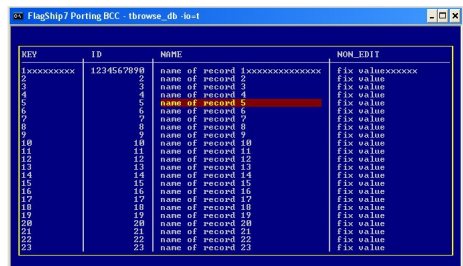 FlagShip7 Porting BCC - tbrowse_db -io=t
KEY ID NAME NON_EDIT
1xxxxxxxxx 1234567890 name of record 1xxxxxxxxxxxxxx fix valuexxxxxx
2 2 name of record 2 fix value
3 3 name of record 3 fix value
4 4 name of record 4 fix value
5 5 name of record 5 fix value
6 6 name of record 6 fix value
7 7 name of record 7 fix value
8 8 name of record 8 fix value
9 9 name of record 9 fix value
10 10 name of record 10 fix value
11 11 name of record 11 fix value
12 12 name of record 12 fix value
13 13 name of record 13 fix value
14 14 name of record 14 fix value
15 15 name of record 15 fix value
16 16 name of record 16 fix value
17 17 name of record 17 fix value
18 18 name of record 18 fix value
19 19 name of record 19 fix value
20 20 name of record 20 fix value
21 21 name of record 21 fix value
22 22 name of record 22 fix value
23 23 name of record 23 fix value